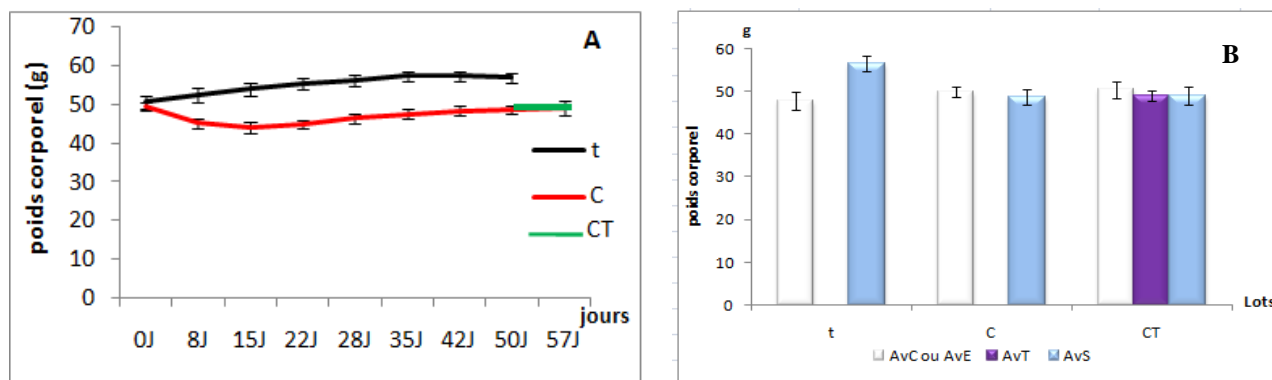 A
poids corporel (g)
70
60
50
40
30
20
10
0
t
C
CT
jours
0J 8J 15J 22J 28J 35J 42J 50J 57J
B
g
poids corporel
60
50
40
30
20
10
0
Lots
t C CT
AvC ou AvE AvT AvS